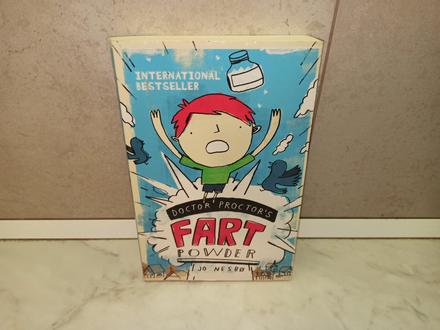 INTERNATIONAL
BESTSELLER
DOCTOR PROCTOR'S
FART
POWDER
JO NESBØ